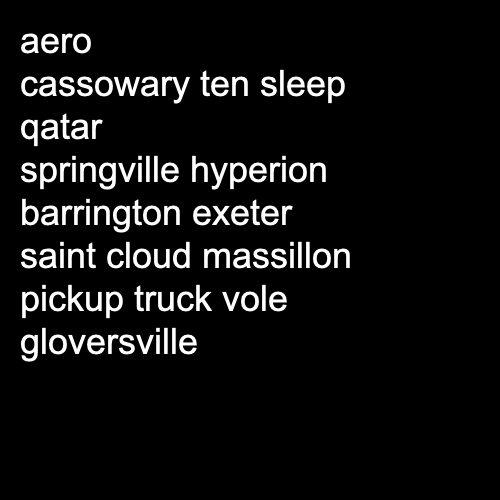 aero
cassowary ten sleep
qatar
springville hyperion
barrington exeter
saint cloud massillon
pickup truck vole
gloversville